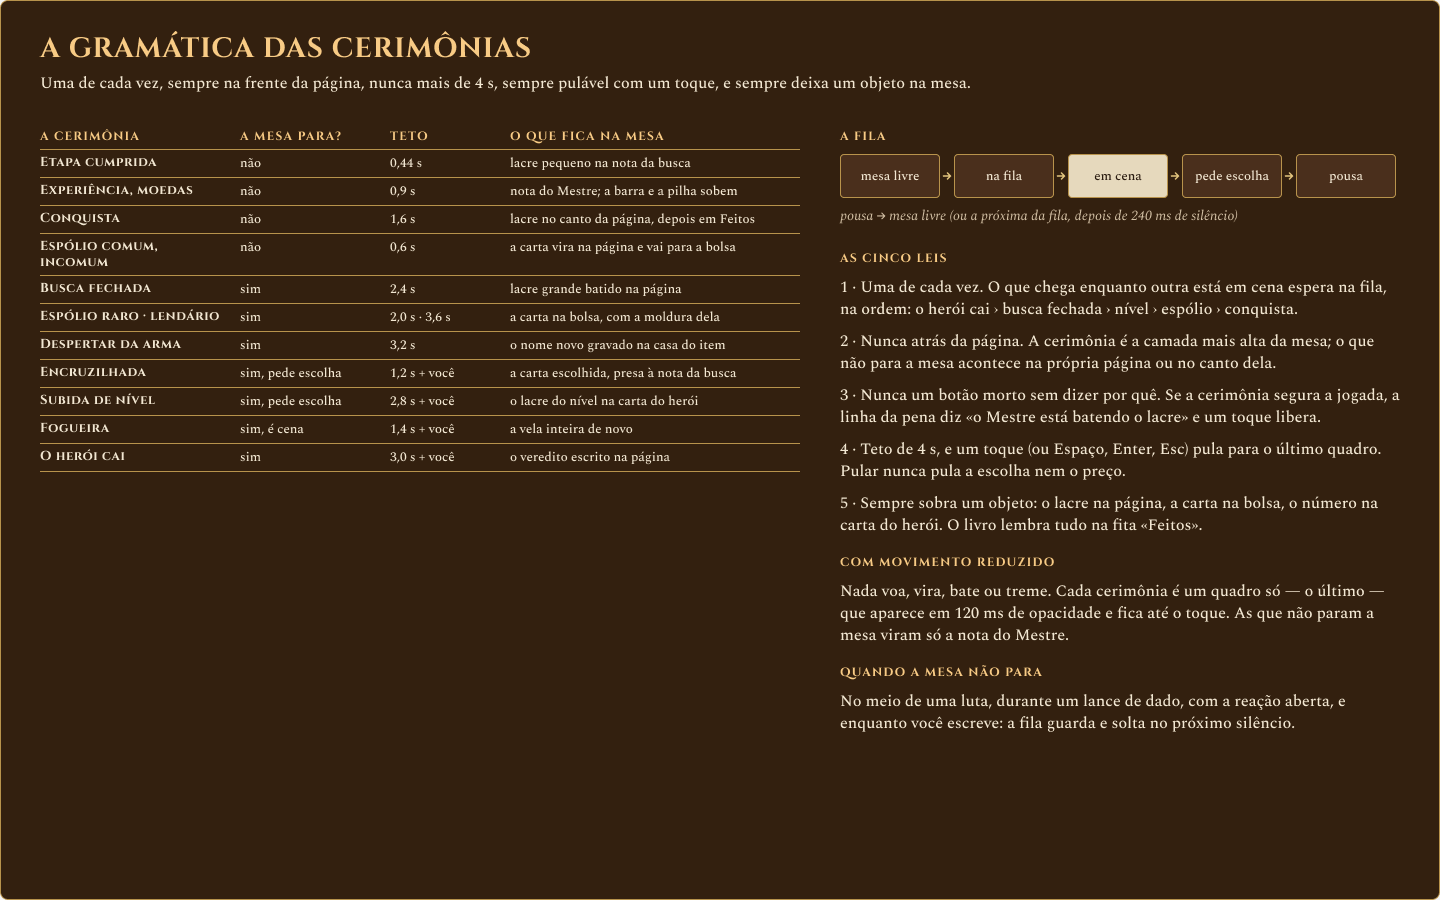 A GRAMÁTICA DAS CERIMÔNIAS
Uma de cada vez, sempre na frente da página, nunca mais de 4 s, sempre pulável com um toque, e sempre deixa um objeto na mesa.
A CERIMÔNIA A MESA PARA? TETO O QUE FICA NA MESA
ETAPA CUMPRIDA não 0,44 s lacre pequeno na nota da busca
EXPERIÊNCIA, MOEDAS não 0,9 s nota do Mestre; a barra e a pilha sobem
CONQUISTA não 1,6 s lacre no canto da página, depois em Feitos
ESPÓLIO COMUM, não 0,6 s a carta vira na página e vai para a bolsa
INCOMUM
BUSCA FECHADA sim 2,4 s lacre grande batido na página
ESPÓLIO RARO · LENDÁRIO sim 2,0 s · 3,6 s a carta na bolsa, com a moldura dela
DESPERTAR DA ARMA sim 3,2 s o nome novo gravado na casa do item
ENCRUZILHADA sim, pede escolha 1,2 s + você a carta escolhida, presa à nota da busca
SUBIDA DE NÍVEL sim, pede escolha 2,8 s + você o lacre do nível na carta do herói
FOGUEIRA sim, é cena 1,4 s + você a vela inteira de novo
O HERÓI CAI sim 3,0 s + você o veredito escrito na página
A FILA
mesa livre → na fila → em cena → pede escolha → pousa
pousa → mesa livre (ou a próxima da fila, depois de 240 ms de silêncio)
AS CINCO LEIS
1 · Uma de cada vez. O que chega enquanto outra está em cena espera na fila,
na ordem: o herói cai › busca fechada › nível › espólio › conquista.
2 · Nunca atrás da página. A cerimônia é a camada mais alta da mesa; o que
não para a mesa acontece na própria página ou no canto dela.
3 · Nunca um botão morto sem dizer por quê. Se a cerimônia segura a jogada, a
linha da pena diz «o Mestre está batendo o lacre» e um toque libera.
4 · Teto de 4 s, e um toque (ou Espaço, Enter, Esc) pula para o último quadro.
Pular nunca pula a escolha nem o preço.
5 · Sempre sobra um objeto: o lacre na página, a carta na bolsa, o número na
carta do herói. O livro lembra tudo na fita «Feitos».
COM MOVIMENTO REDUZIDO
Nada voa, vira, bate ou treme. Cada cerimônia é um quadro só — o último —
que aparece em 120 ms de opacidade e fica até o toque. As que não param a
mesa viram só a nota do Mestre.
QUANDO A MESA NÃO PARA
No meio de uma luta, durante um lance de dado, com a reação aberta, e
enquanto você escreve: a fila guarda e solta no próximo silêncio.